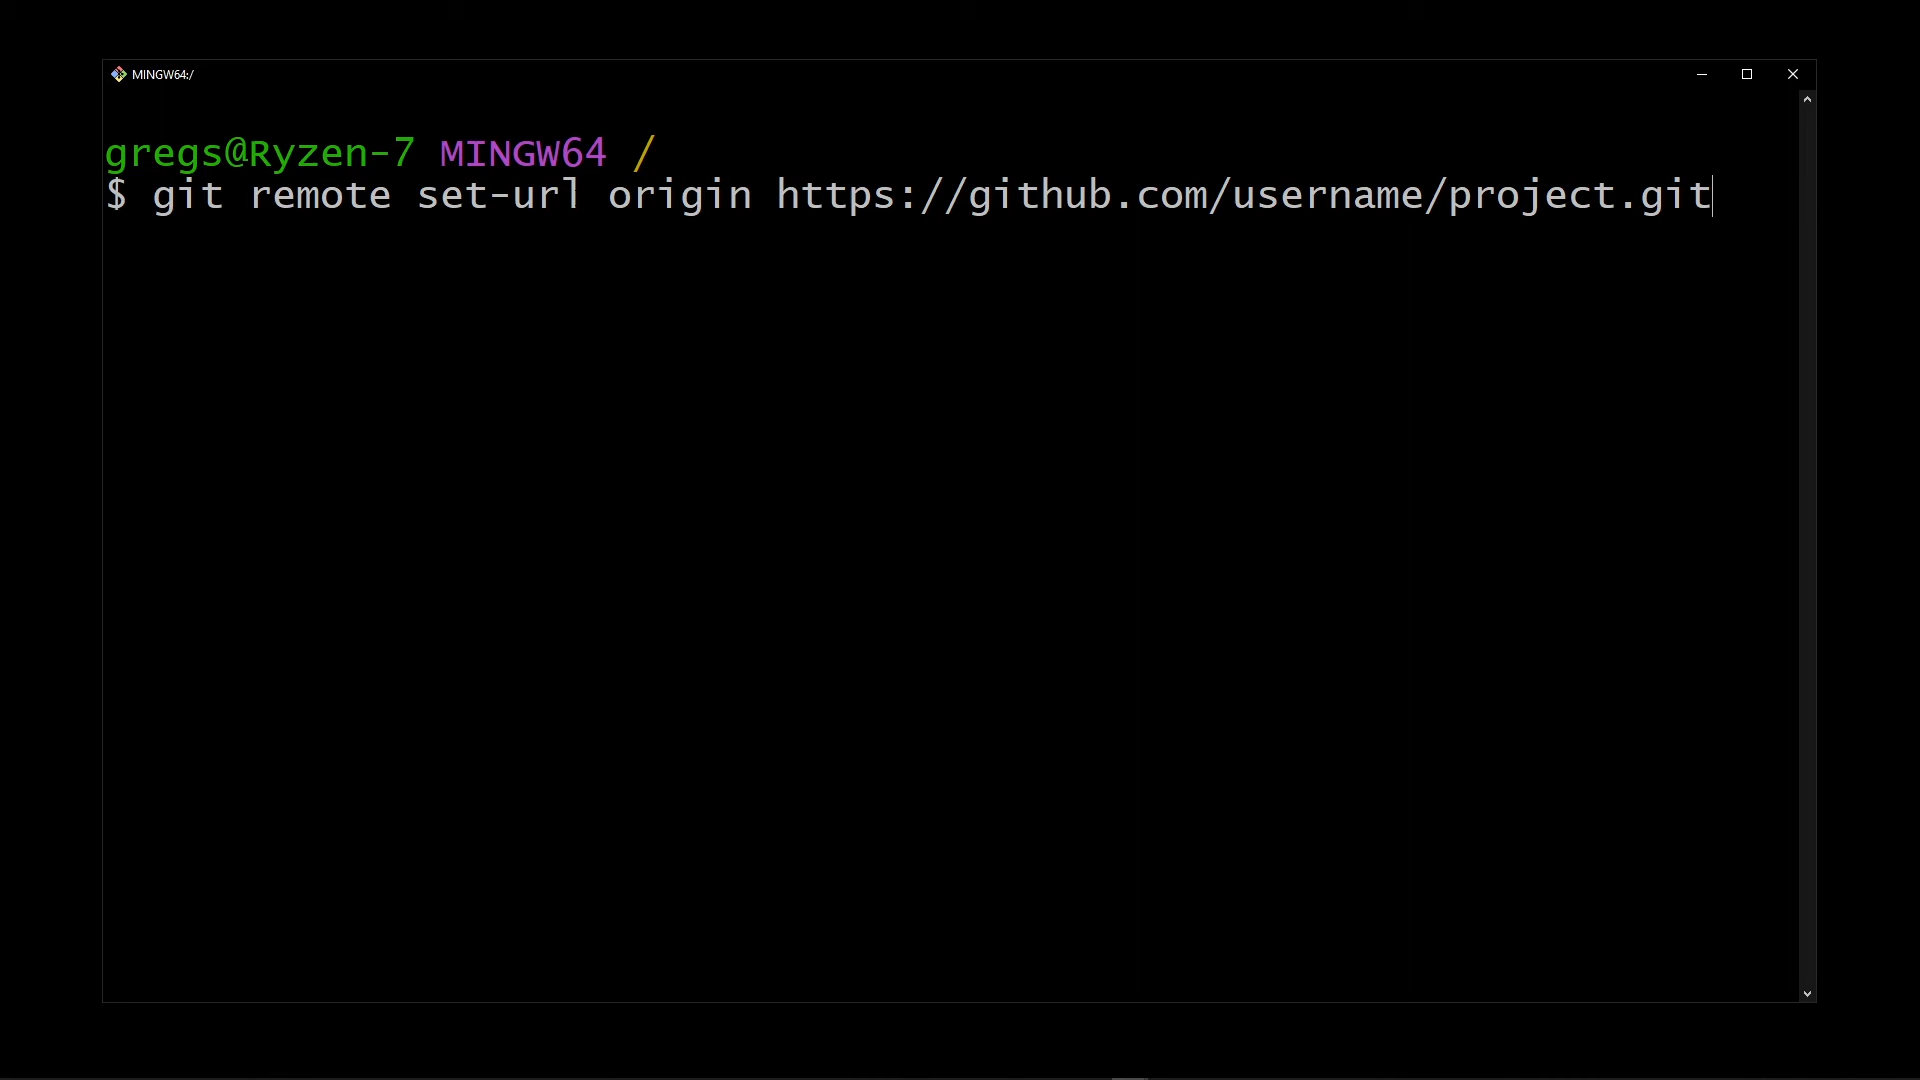 MINGW64:/
gregs@Ryzen-7 MINGW64 /
$ git remote set-url origin https://github.com/username/project.git